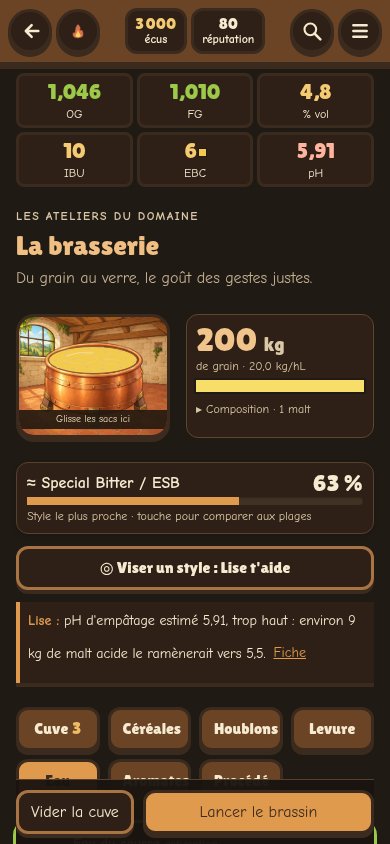 3 000
écus
80
réputation
1,046
OG
1,010
FG
4,8
% vol
10
IBU
6
EBC
5,91
pH
LES ATELIERS DU DOMAINE
La brasserie
Du grain au verre, le goût des gestes justes.
Glisse les sacs ici
200 kg
de grain · 20,0 kg/hL
▸ Composition · 1 malt
≈ Special Bitter / ESB
63 %
Style le plus proche · touche pour comparer aux plages
◎ Viser un style : Lise t'aide
Lise : pH d'empâtage estimé 5,91, trop haut : environ 9
kg de malt acide le ramènerait vers 5,5. Fiche
Cuve 3
Céréales
Houblons
Levure
Eau
Aromates
Procédé
Vider la cuve
Lancer le brassin